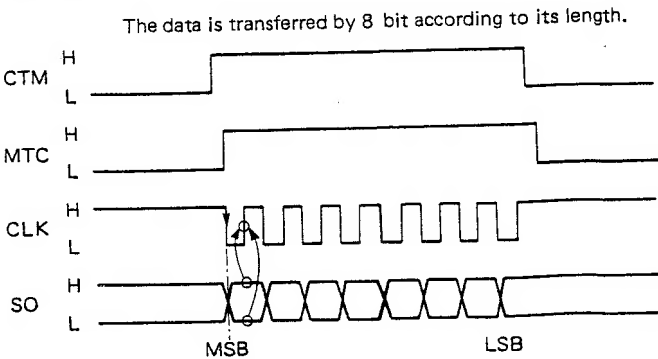 The data is transferred by 8 bit according to its length.
H
CTM
L
H
MTC
L
H
CLK
L
H
SO
L
MSB
LSB